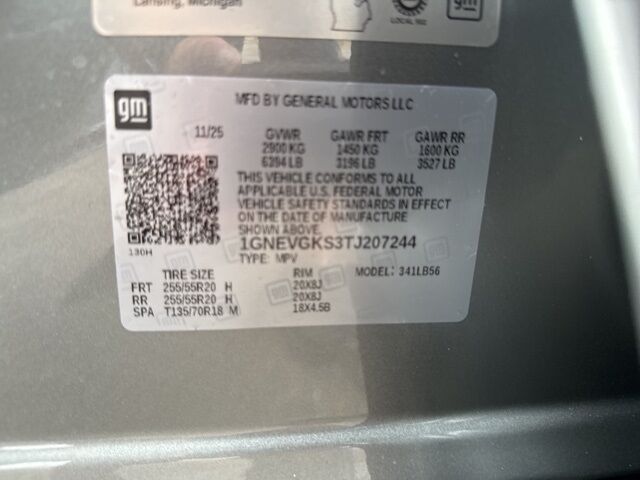 Lansing, Michigan
LOCAL 602
gm
gm
MFD BY GENERAL MOTORS LLC
11/25 GVWR GAWR FRT GAWR RR
2900 KG 1450 KG 1600 KG
6394 LB 3196 LB 3527 LB
THIS VEHICLE CONFORMS TO ALL
APPLICABLE U.S. FEDERAL MOTOR
VEHICLE SAFETY STANDARDS IN EFFECT
ON THE DATE OF MANUFACTURE
SHOWN ABOVE.
1GNEVGKS3TJ207244
130H TYPE: MPV
TIRE SIZE RIM MODEL: 341LB56
FRT 255/55R20 H 20X8J
RR 255/55R20 H 20X8J
SPA T135/70R18 M 18X4.5B